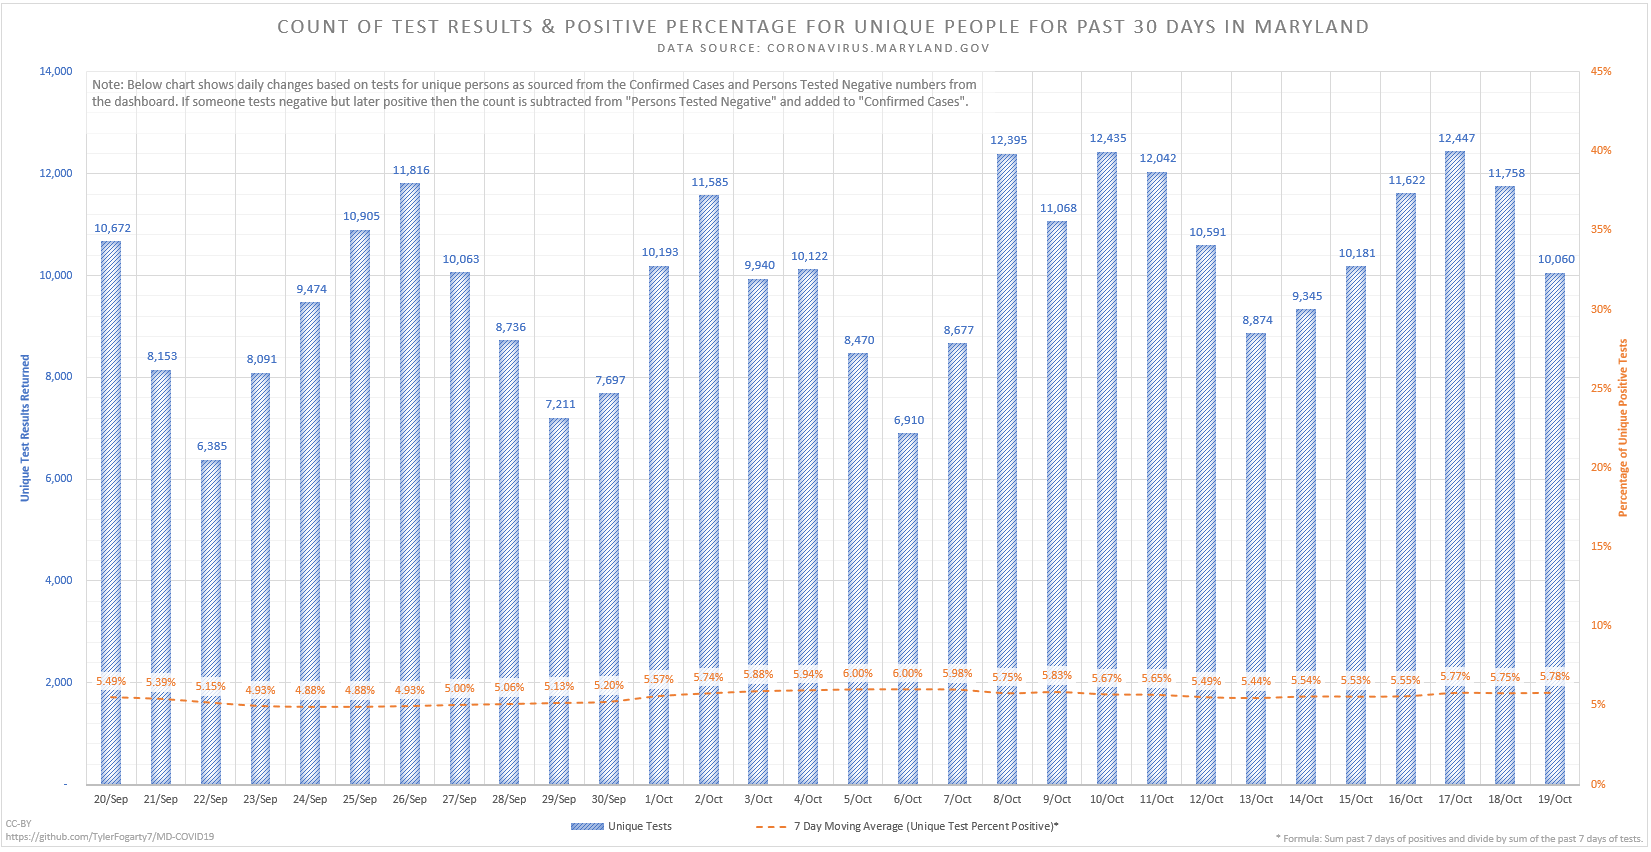 COUNT OF TEST RESULTS & POSITIVE PERCENTAGE FOR UNIQUE PEOPLE FOR PAST 30 DAYS IN MARYLAND
DATA SOURCE: CORONAVIRUS.MARYLAND.GOV
Note: Below chart shows daily changes based on tests for unique persons as sourced from the Confirmed Cases and Persons Tested Negative numbers from
the dashboard. If someone tests negative but later positive then the count is subtracted from "Persons Tested Negative" and added to "Confirmed Cases".
Unique Test Results Returned
14,000
12,000
10,000
8,000
6,000
4,000
2,000
-
10,672
8,153
6,385
8,091
9,474
10,905
11,816
10,063
8,736
7,211
7,697
10,193
11,585
9,940
10,122
8,470
6,910
8,677
12,395
11,068
12,435
12,042
10,591
8,874
9,345
10,181
11,622
12,447
11,758
10,060
5.49%
5.39%
5.15%
4.93%
4.88%
4.88%
4.93%
5.00%
5.06%
5.13%
5.20%
5.57%
5.74%
5.88%
5.94%
6.00%
6.00%
5.98%
5.75%
5.83%
5.67%
5.65%
5.49%
5.44%
5.54%
5.53%
5.55%
5.77%
5.75%
5.78%
45%
40%
35%
30%
25%
20%
15%
10%
5%
0%
Percentage of Unique Positive Tests
20/Sep
21/Sep
22/Sep
23/Sep
24/Sep
25/Sep
26/Sep
27/Sep
28/Sep
29/Sep
30/Sep
1/Oct
2/Oct
3/Oct
4/Oct
5/Oct
6/Oct
7/Oct
8/Oct
9/Oct
10/Oct
11/Oct
12/Oct
13/Oct
14/Oct
15/Oct
16/Oct
17/Oct
18/Oct
19/Oct
Unique Tests
7 Day Moving Average (Unique Test Percent Positive)*
CC-BY
https://github.com/TylerFogarty7/MD-COVID19
* Formula: Sum past 7 days of positives and divide by sum of the past 7 days of tests.